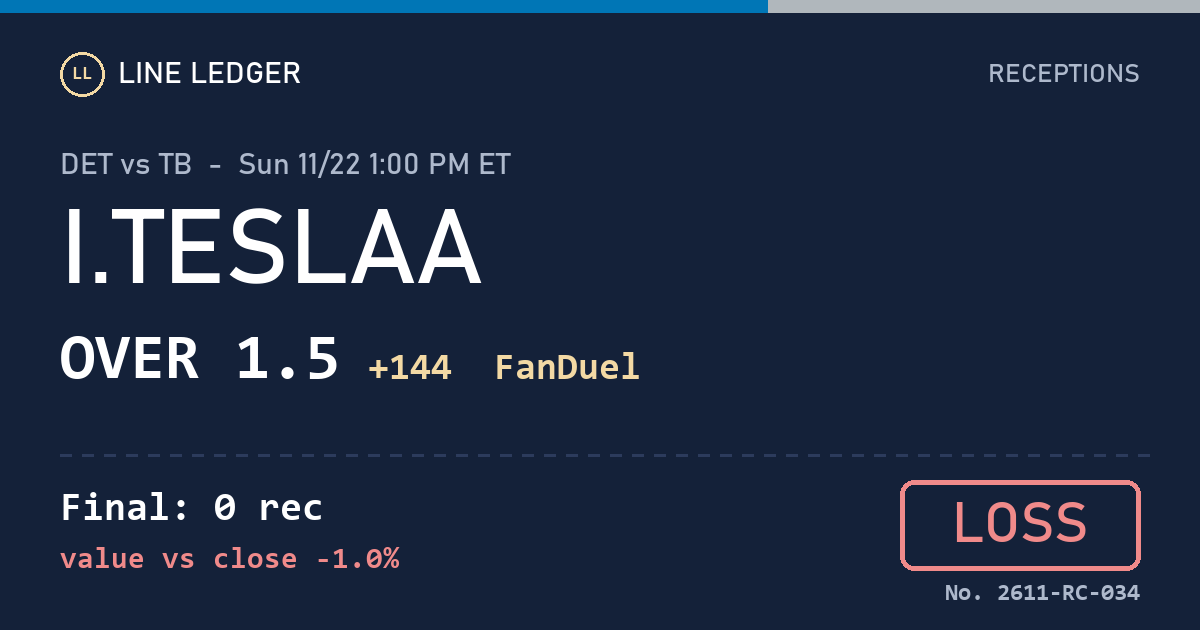 LL LINE LEDGER
RECEPTIONS
DET vs TB - Sun 11/22 1:00 PM ET
I.TESLAA
OVER 1.5 +144 FanDuel
Final: 0 rec
value vs close -1.0%
LOSS
No. 2611-RC-034